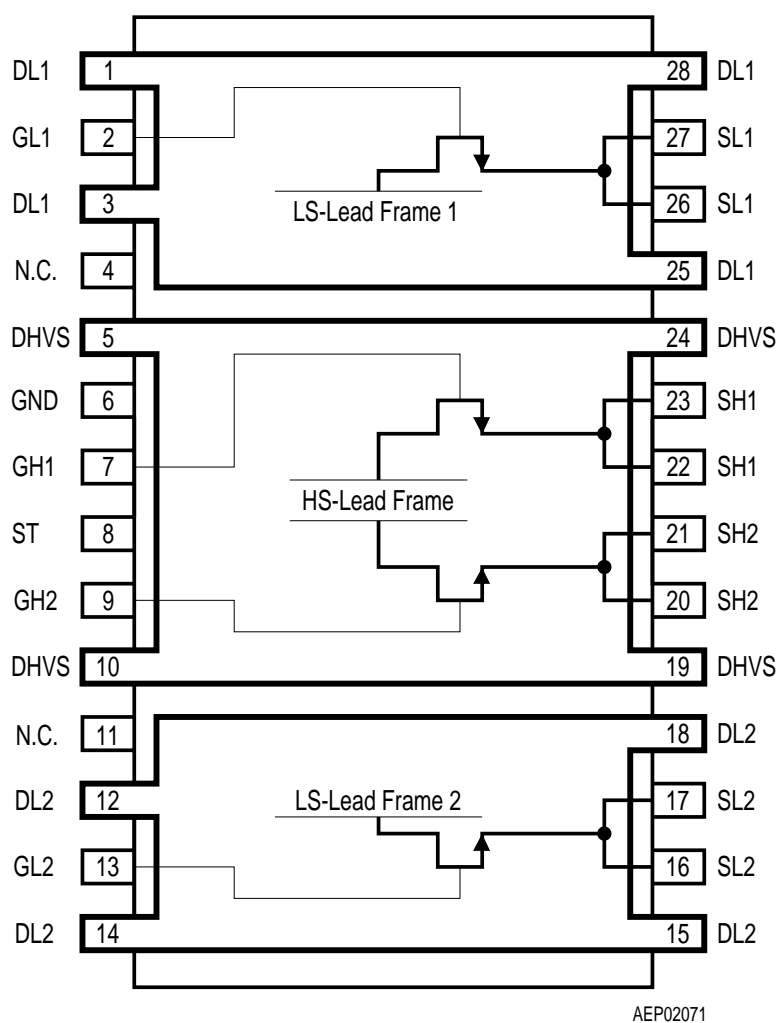 DL1 1 28 DL1
GL1 2 27 SL1
DL1 3 26 SL1
LS-Lead Frame 1
N.C. 4 25 DL1
DHVS 5 24 DHVS
GND 6 23 SH1
GH1 7 22 SH1
HS-Lead Frame
ST 8 21 SH2
GH2 9 20 SH2
DHVS 10 19 DHVS
N.C. 11 18 DL2
DL2 12 17 SL2
LS-Lead Frame 2
GL2 13 16 SL2
DL2 14 15 DL2
AEP02071